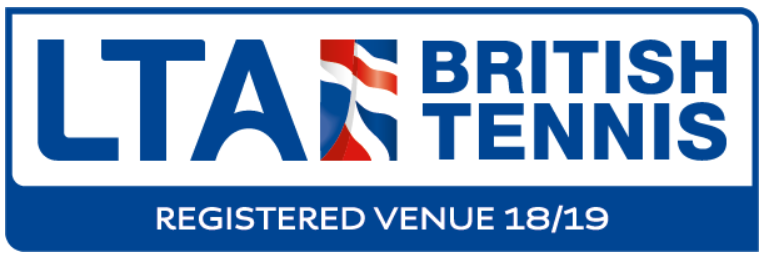 LTA
BRITISH
TENNIS
REGISTERED VENUE 18/19